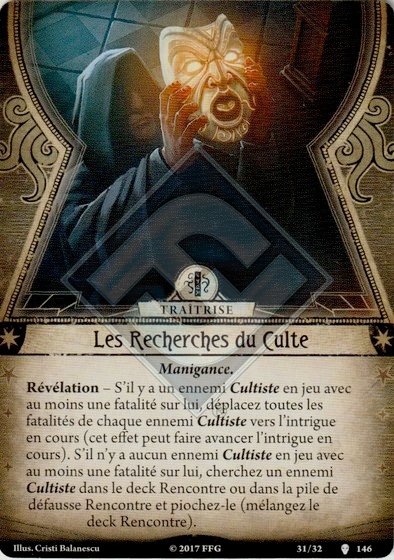 TRAÎTRISE
Les Recherches du Culte
Manigance.
Révélation – S'il y a un ennemi Cultiste en jeu avec
au moins une fatalité sur lui, déplacez toutes les
fatalités de chaque ennemi Cultiste vers l'intrigue
en cours (cet effet peut faire avancer l'intrigue
en cours). S'il n'y a aucun ennemi Cultiste en jeu avec
au moins une fatalité sur lui, cherchez un ennemi
Cultiste dans le deck Rencontre ou dans la pile de
défausse Rencontre et piochez-le (mélangez le
deck Rencontre).
Illus. Cristi Balanescu © 2017 FFG 31/32 146